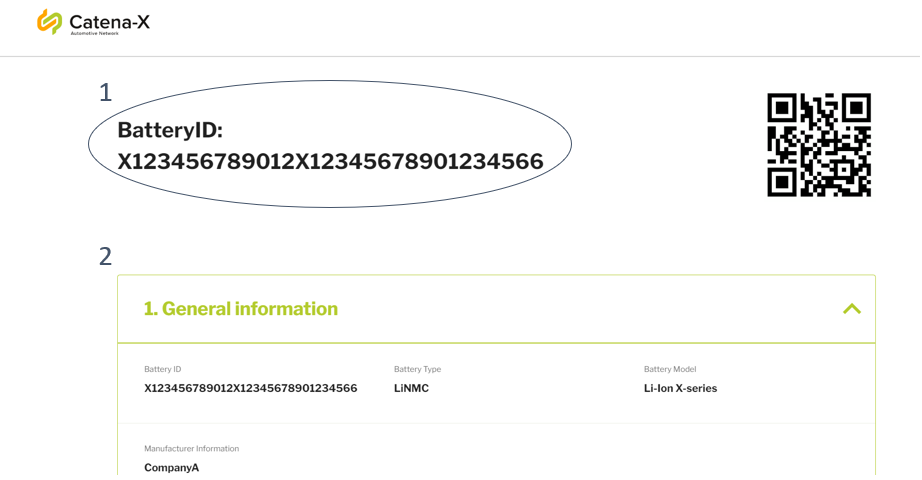 Catena-X
Automotive Network
1
BatteryID:
X123456789012X12345678901234566
2
1. General information
Battery ID
Battery Type
Battery Model
X123456789012X12345678901234566
LiNMC
Li-Ion X-series
Manufacturer Information
CompanyA